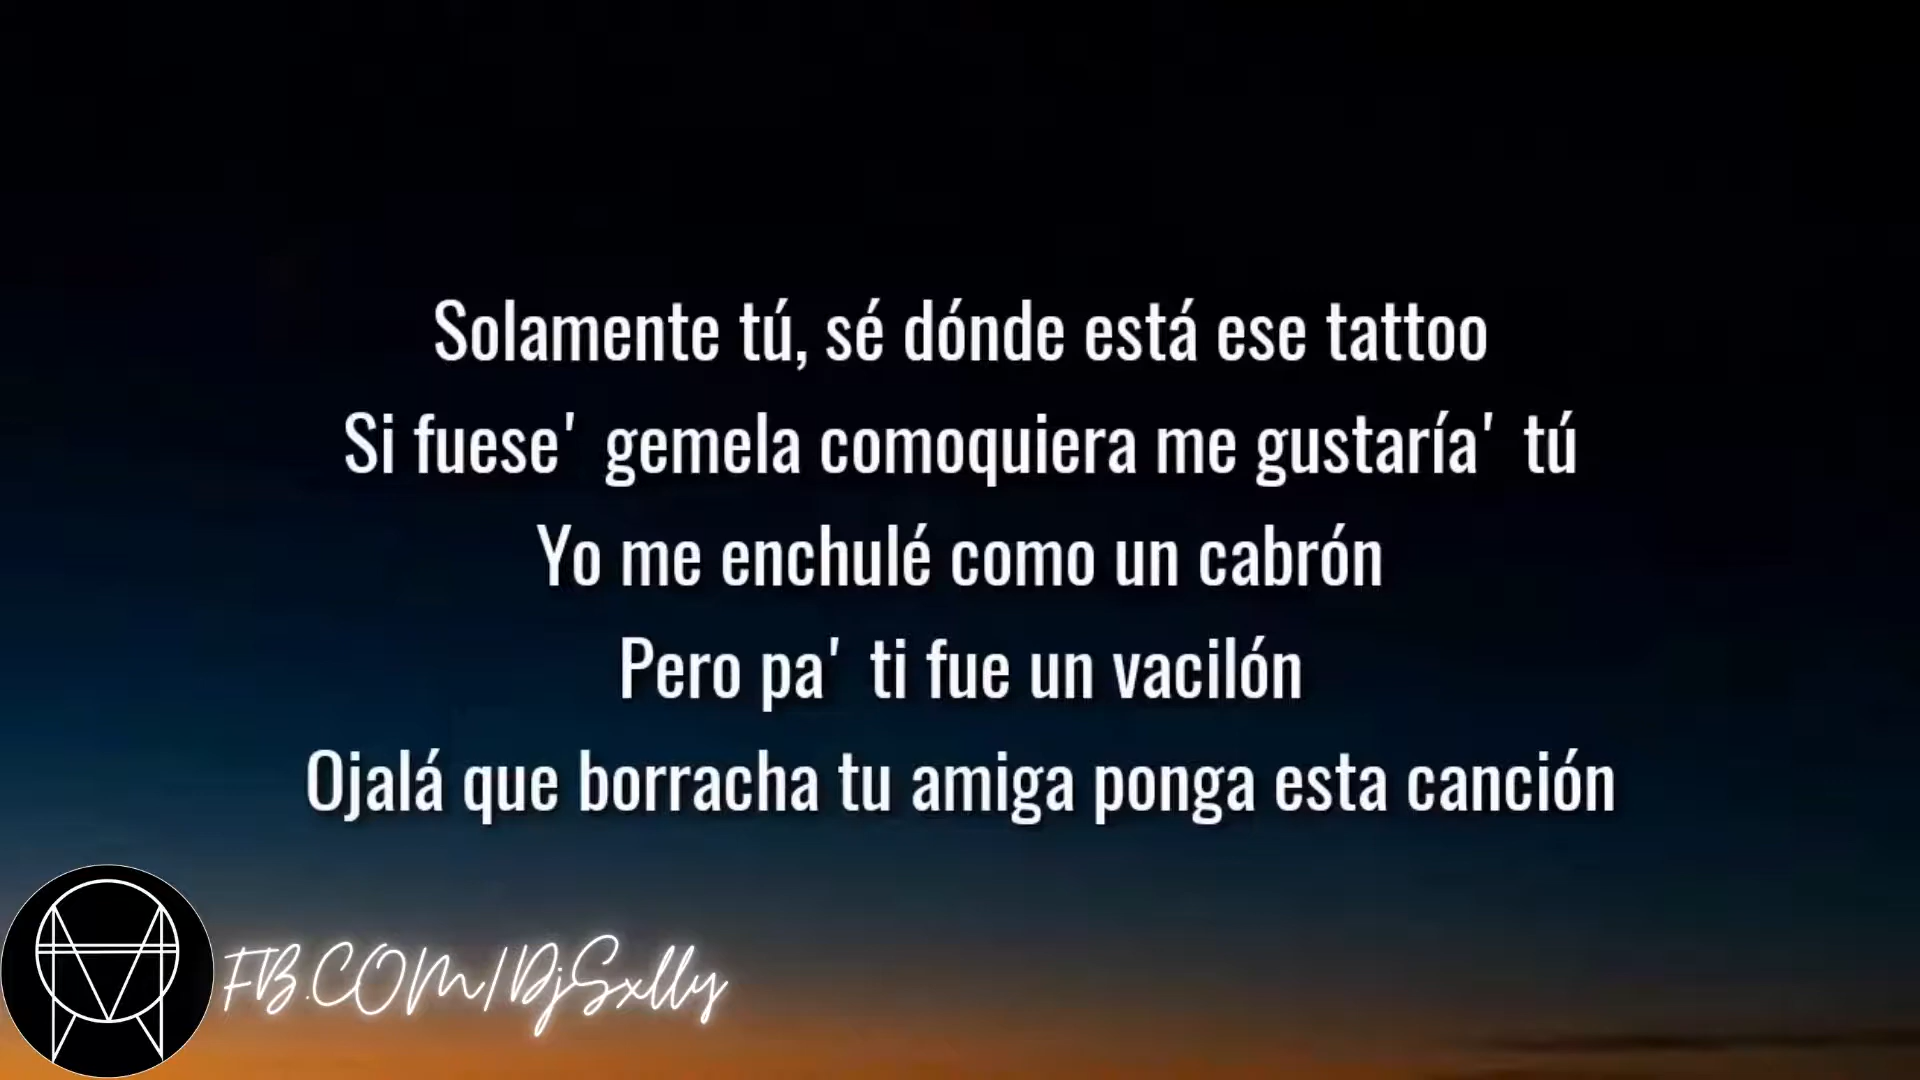 Solamente tú, sé dónde está ese tattoo
Si fuese' gemela comoquiera me gustaría' tú
Yo me enchulé como un cabrón
Pero pa' ti fue un vacilón
Ojalá que borracha tu amiga ponga esta canción
FB.COM/DjSxlly